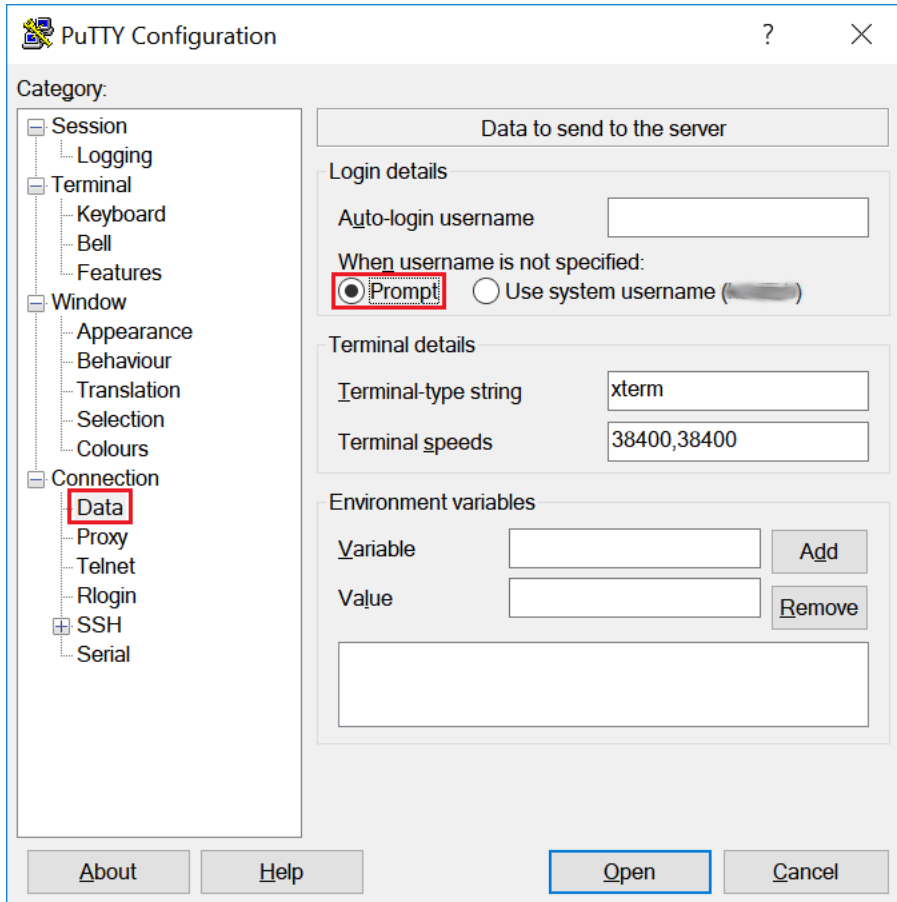 PuTTY Configuration
?
Category:
Session
Logging
Terminal
Keyboard
Bell
Features
Window
Appearance
Behaviour
Translation
Selection
Colours
Connection
Data
Proxy
Telnet
Rlogin
SSH
Serial
Data to send to the server
Login details
Auto-login username
When username is not specified:
Prompt Use system username ( )
Terminal details
Terminal-type string xterm
Terminal speeds 38400,38400
Environment variables
Variable Add
Value Remove
About Help Open Cancel